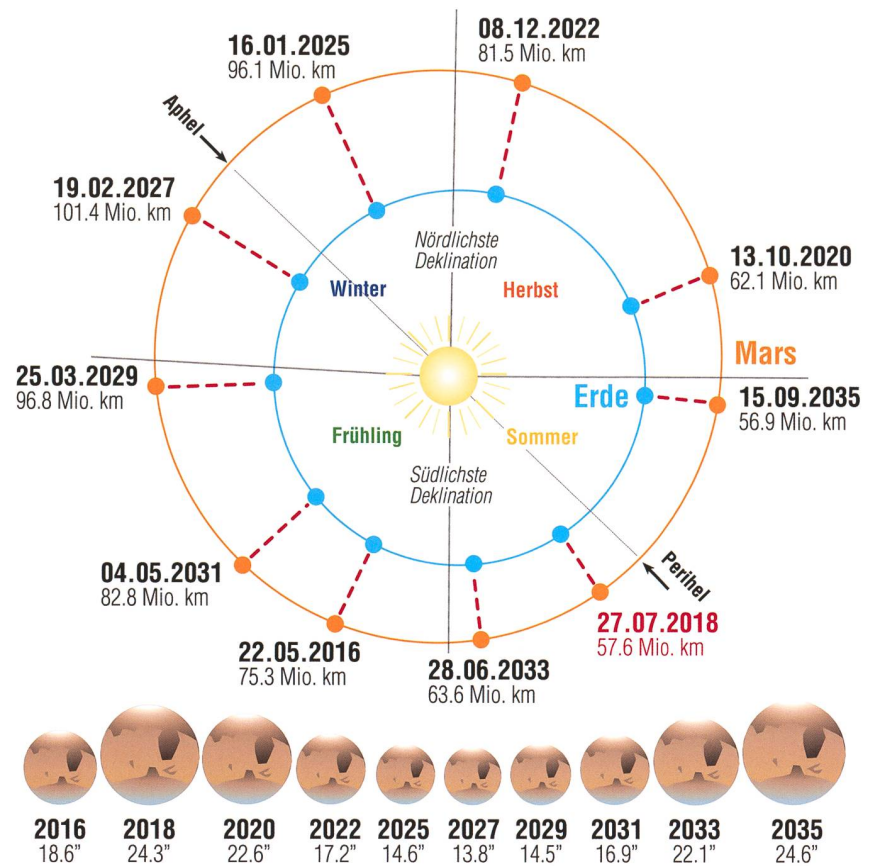 08.12.2022
81.5 Mio. km
16.01.2025
96.1 Mio. km
Aphel
19.02.2027
101.4 Mio. km
Nördlichste
Deklination
13.10.2020
62.1 Mio. km
Winter
Herbst
Mars
25.03.2029
96.8 Mio. km
Erde
15.09.2035
56.9 Mio. km
Frühling
Sommer
Südlichste
Deklination
04.05.2031
82.8 Mio. km
Perihel
27.07.2018
57.6 Mio. km
22.05.2016
75.3 Mio. km
28.06.2033
63.6 Mio. km
2016 2018 2020 2022 2025 2027 2029 2031 2033 2035
18.6” 24.3” 22.6” 17.2” 14.6” 13.8” 14.5” 16.9” 22.1” 24.6”